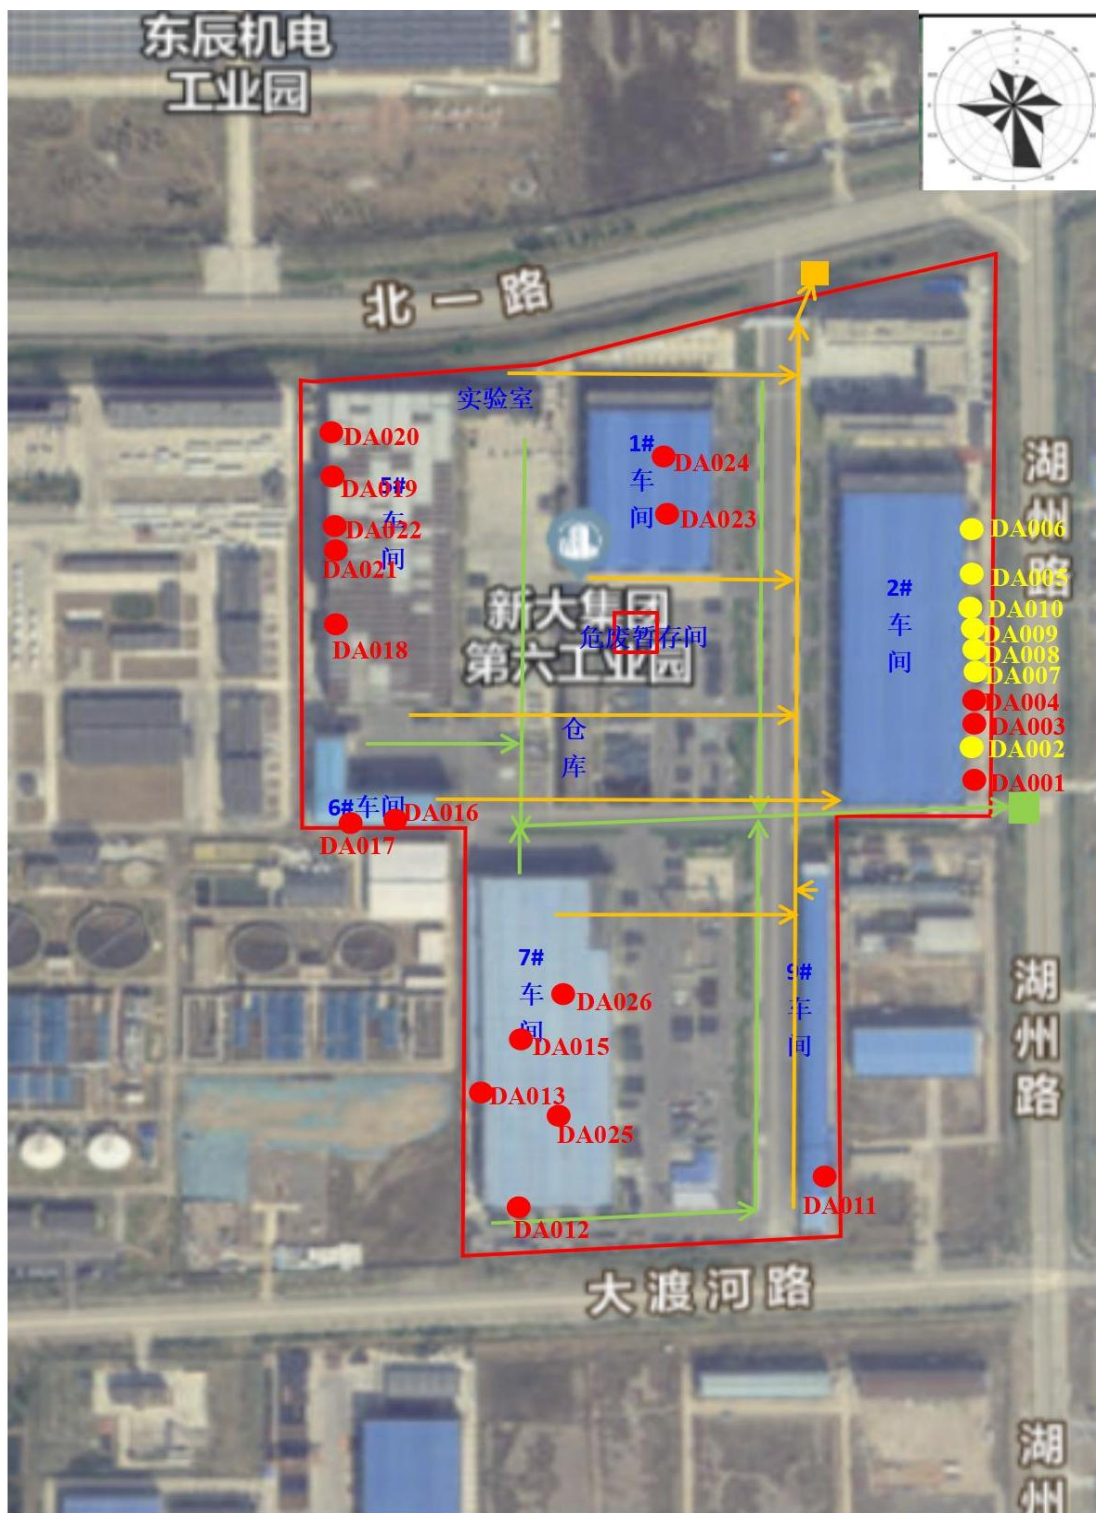 东辰机电
工业园
北一路
实验室
DA020
DA019
5#
车
间
DA022
DA021
DA018
1#
车
间
DA024
DA023
新大集团
第六工业园
危废暂存间
仓
库
2#
车
间
DA006
DA005
DA010
DA009
DA008
DA007
DA004
DA003
DA002
DA001
湖
州
路
6#车间
DA016
DA017
7#
车
间
DA026
DA015
DA013
DA025
DA012
9#
车
间
DA011
湖
州
路
大渡河路
湖
州